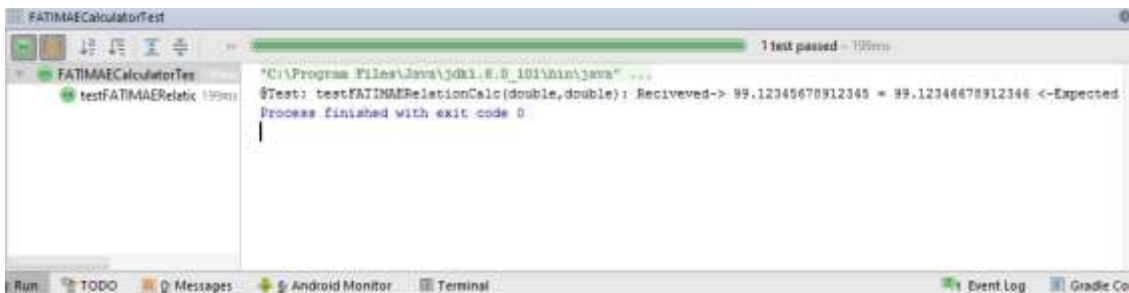 FATIMAECalculatorTest
1 test passed - 199ms
FATIMAECalculatorTes
testFATIMAERelatic 199ms
"C:\Program Files\Java\jdk1.8.0_101\bin\java" ...
@Test: testFATIMAERelationCalc(double,double): Reciveved-> 99.12345678912345 = 99.12346678912346 <-Expected
Process finished with exit code 0
Run TODO 0: Messages 6: Android Monitor Terminal Event Log Gradle Co